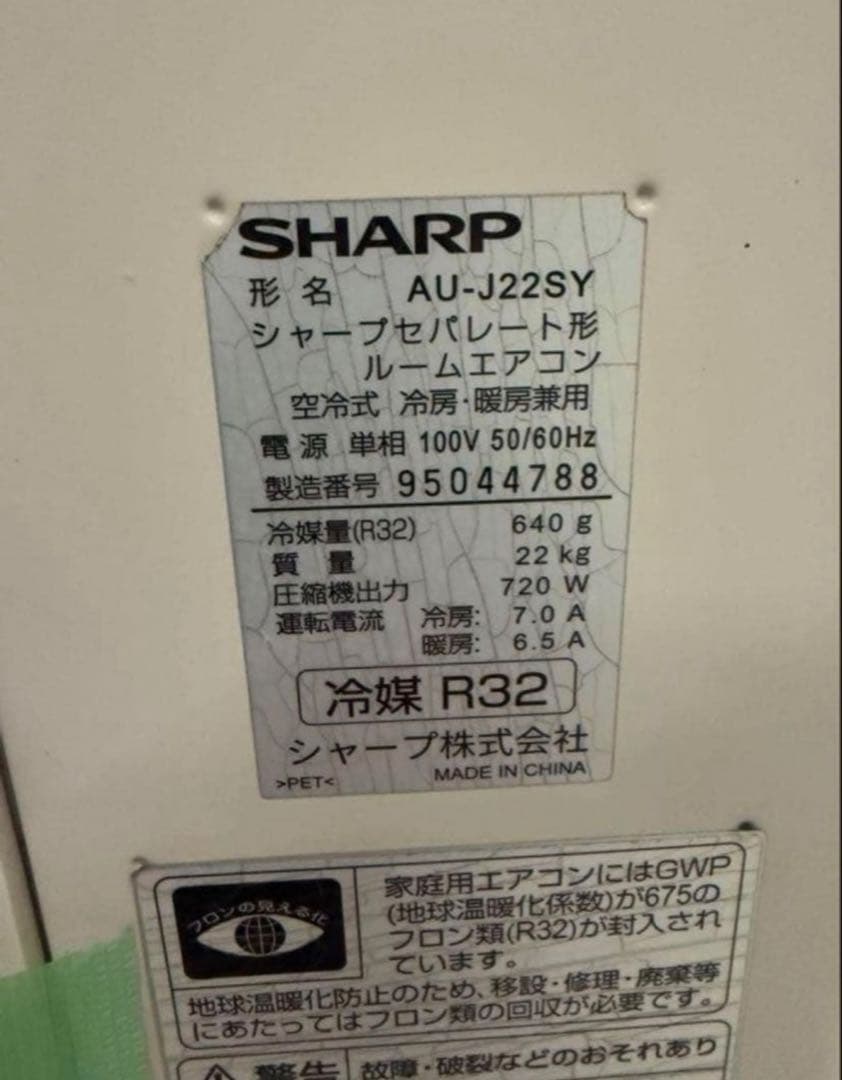 SHARP
形名 AU-J22SY
シャープセパレート形
ルームエアコン
空冷式 冷房・暖房兼用
電源 単相 100V 50/60Hz
製造番号 95044788
冷媒量(R32) 640 g
質量 22 kg
圧縮機出力 720 W
運転電流 冷房: 7.0 A
暖房: 6.5 A
冷媒 R32
シャープ株式会社
>PET< MADE IN CHINA
フロンの見える化
家庭用エアコンにはGWP
(地球温暖化係数)が675の
フロン類(R32)が封入され
ています。
地球温暖化防止のため、移設・修理・廃棄等
にあたってはフロン類の回収が必要です。
警告 故障・破裂などのおそれあり